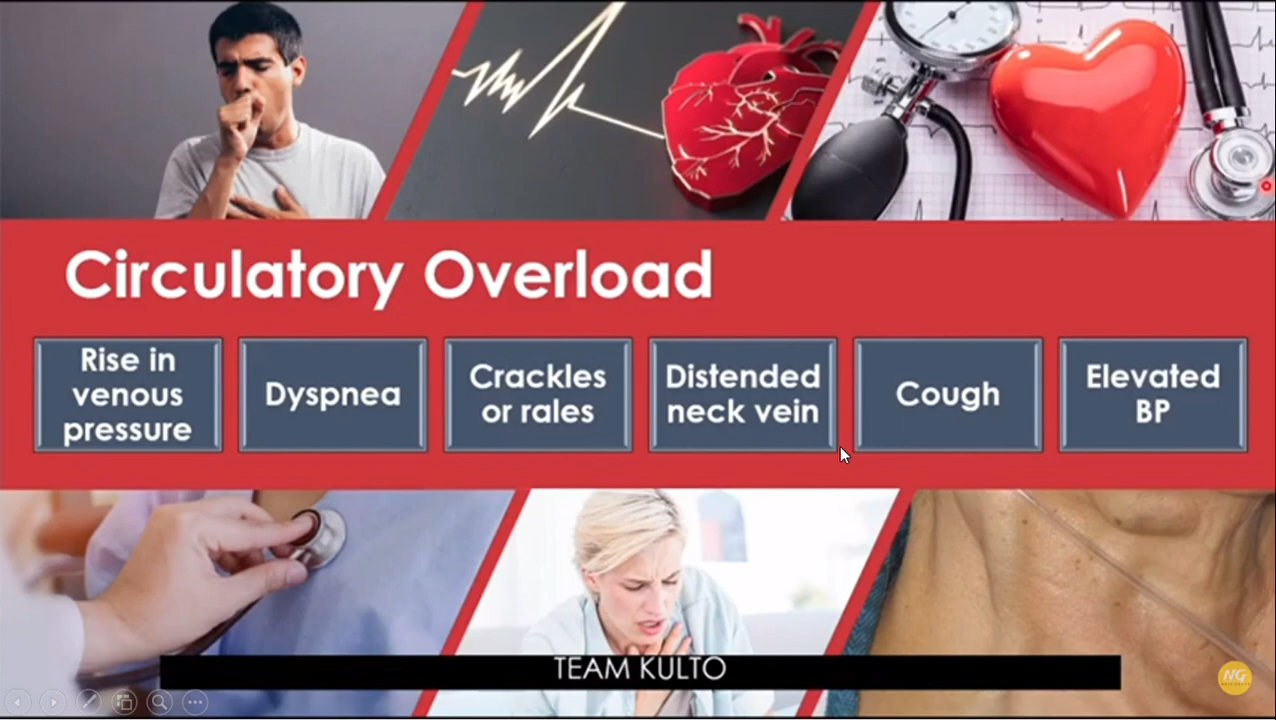 Circulatory Overload
Rise in
venous
pressure
Dyspnea
Crackles
or rales
Distended
neck vein
Cough
Elevated
BP
TEAM KULTO
NG